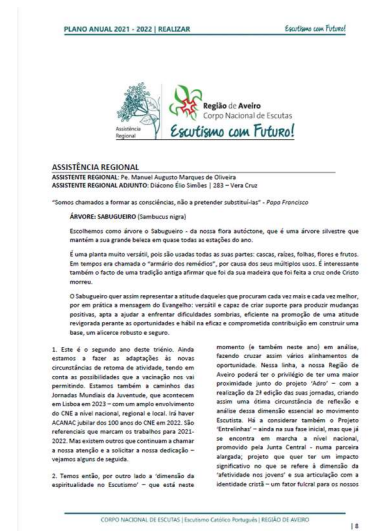 PLANO ANUAL 2021 - 2022 | REALIZAR
Escutismo com Futuro!
Assistência
Regional
Região de Aveiro
Corpo Nacional de Escutas
Escutismo com Futuro!
ASSISTÊNCIA REGIONAL
ASSISTENTE REGIONAL: Pe. Manuel Augusto Marques de Oliveira
ASSISTENTE REGIONAL ADJUNTO: Diácono Élio Simões | 283 – Vera Cruz
"Somos chamados a formar as consciências, não a pretender substituí-las" - Papa Francisco
ÁRVORE: SABUGUEIRO (Sambucus nigra)
Escolhemos como árvore o Sabugueiro - da nossa flora autóctone, que é uma árvore silvestre que
mantém a sua grande beleza em quase todas as estações do ano.
É uma planta muito versátil, pois são usadas todas as suas partes: cascas, raízes, folhas, flores e frutos.
Em tempos era chamada o "armário dos remédios", por causa dos seus múltiplos usos. É interessante
também o facto de uma tradição antiga afirmar que foi da sua madeira que foi feita a cruz onde Cristo
morreu.
O Sabugueiro quer assim representar a atitude daqueles que procuram cada vez mais e cada vez melhor,
por em prática a mensagem do Evangelho: versátil e capaz de criar suporte para produzir mudanças
positivas, apta a ajudar a enfrentar dificuldades sombrias, eficiente na promoção de uma atitude
revigorada perante as oportunidades e hábil na eficaz e comprometida contribuição em construir uma
base, um alicerce robusto e seguro.
1. Este é o segundo ano deste triénio. Ainda
estamos a fazer as adaptações às novas
circunstâncias de retoma de atividade, tendo em
conta as possibilidades que a vacinação nos vai
permitindo. Estamos também a caminho das
Jornadas Mundiais da Juventude, que acontecem
em Lisboa em 2023 – com um amplo envolvimento
do CNE a nível nacional, regional e local. Irá haver
ACANAC jubilar dos 100 anos do CNE em 2022. São
referenciais que marcam os trabalhos para 2021-
2022. Mas existem outros que continuam a chamar
a nossa atenção e a solicitar a nossa dedicação –
vejamos alguns de seguida.
2. Temos então, por outro lado a 'dimensão da
espiritualidade no Escutismo' – que está neste
momento (e também neste ano) em análise,
fazendo cruzar assim vários alinhamentos de
oportunidade. Nessa linha, a nossa Região de
Aveiro poderá ter o privilégio de ter uma maior
proximidade junto do projeto 'Adro' – com a
realização da 2ª edição das suas jornadas, criando
assim uma ótima circunstância de reflexão e
análise dessa dimensão essencial ao movimento
Escutista. Há a considerar também o Projeto
'Entrelinhas' – ainda na sua fase inicial, mas que já
se encontra em marcha a nível nacional,
promovido pela Junta Central - numa parceria
alargada; projeto que quer ter um impacto
significativo no que se refere à dimensão da
'afetividade nos jovens' e sua articulação com a
identidade cristã – um fator fulcral para os nossos
CORPO NACIONAL DE ESCUTAS | Escutismo Católico Português | REGIÃO DE AVEIRO
| 8